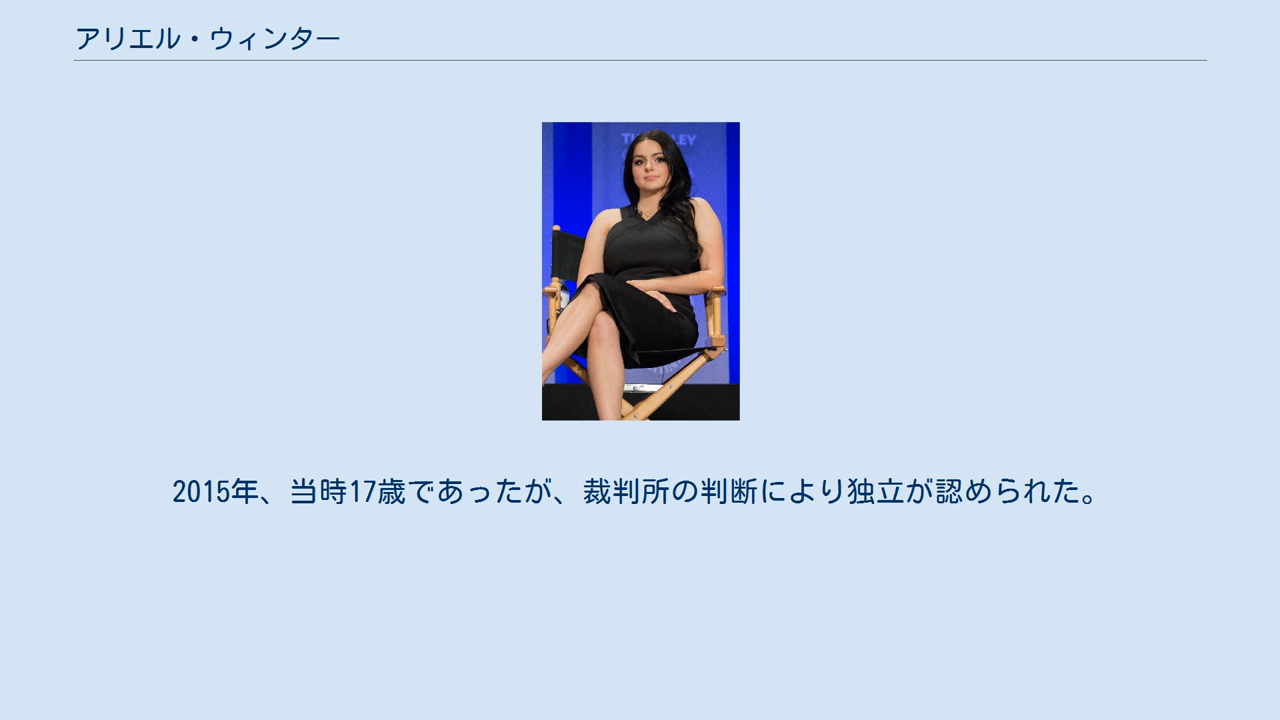 アリエル・ウィンター
2015年、当時17歳であったが、裁判所の判断により独立が認められた。